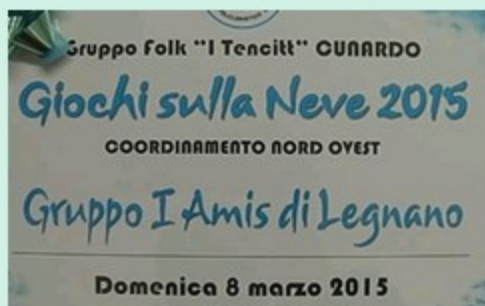 Gruppo Folk "I Tencitt" CUNARDO
Giochi sulla Neve 2015
COORDINAMENTO NORD OVEST
Gruppo I Amis di Legnano
Domenica 8 marzo 2015